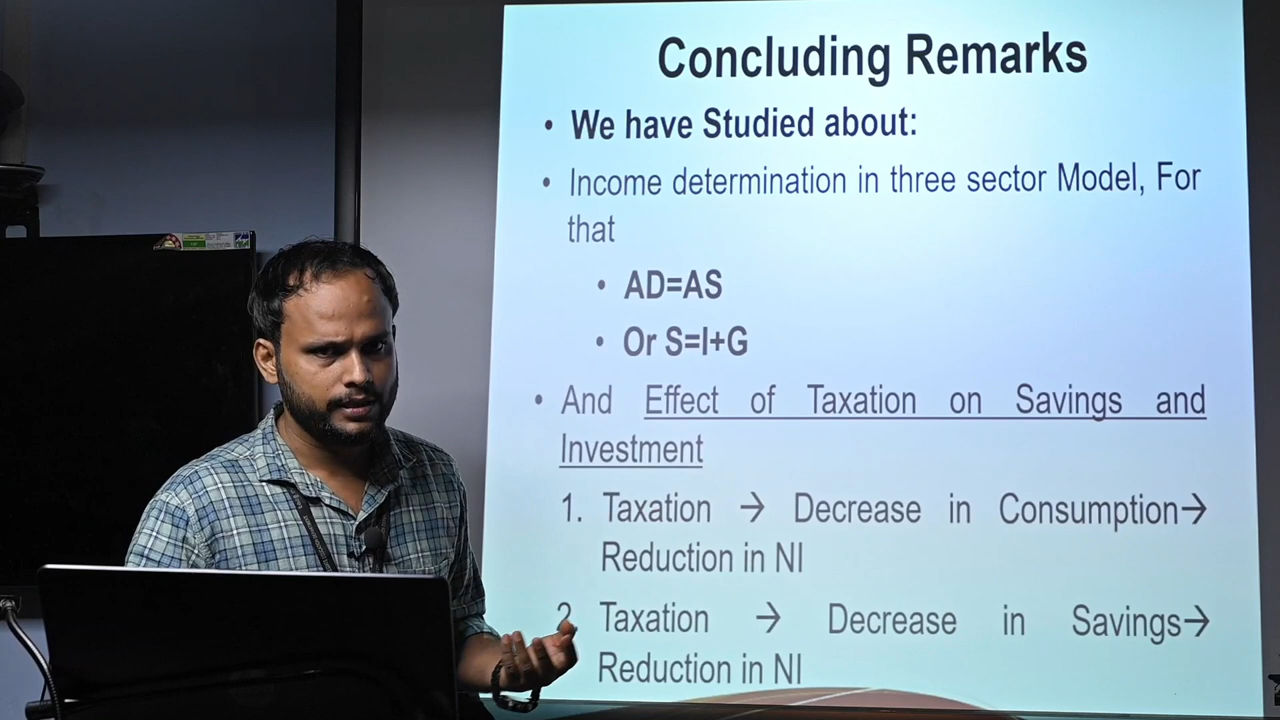 Concluding Remarks
• We have Studied about:
• Income determination in three sector Model, For
that
• AD=AS
• Or S=I+G
• And Effect of Taxation on Savings and
Investment
1. Taxation → Decrease in Consumption→
Reduction in NI
2. Taxation → Decrease in Savings→
Reduction in NI